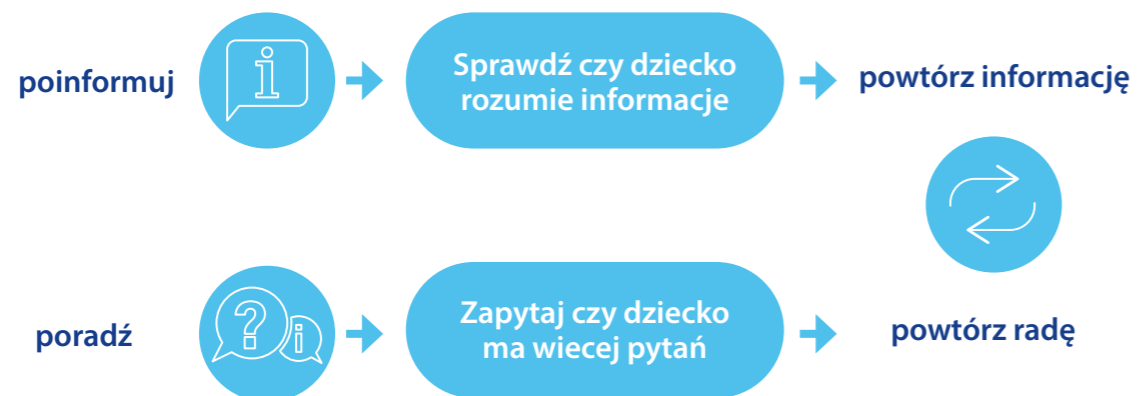 poinformuj
Sprawdź czy dziecko
rozumie informacje
powtórz informację
poradź
Zapytaj czy dziecko
ma wiecej pytań
powtórz radę